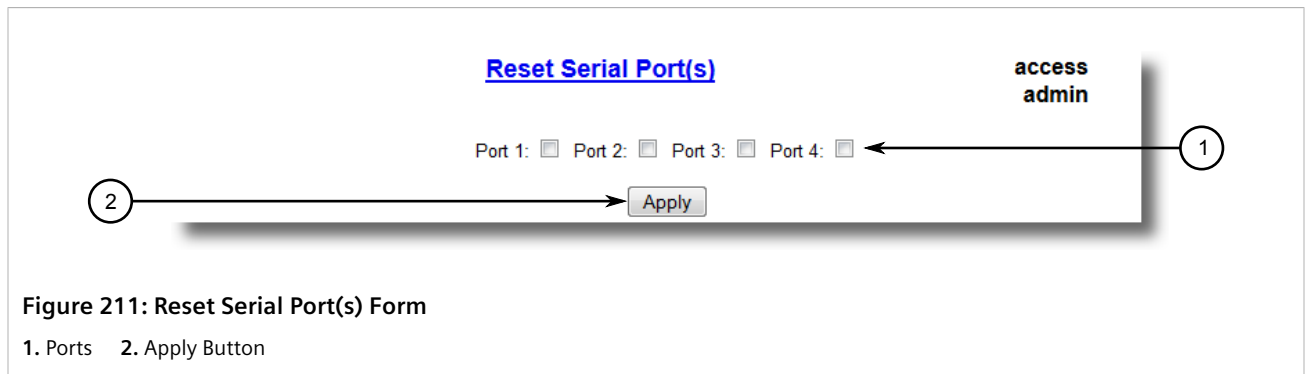 Reset Serial Port(s)
access
admin
Port 1: Port 2: Port 3: Port 4:
1
2
Apply
Figure 211: Reset Serial Port(s) Form
1. Ports 2. Apply Button